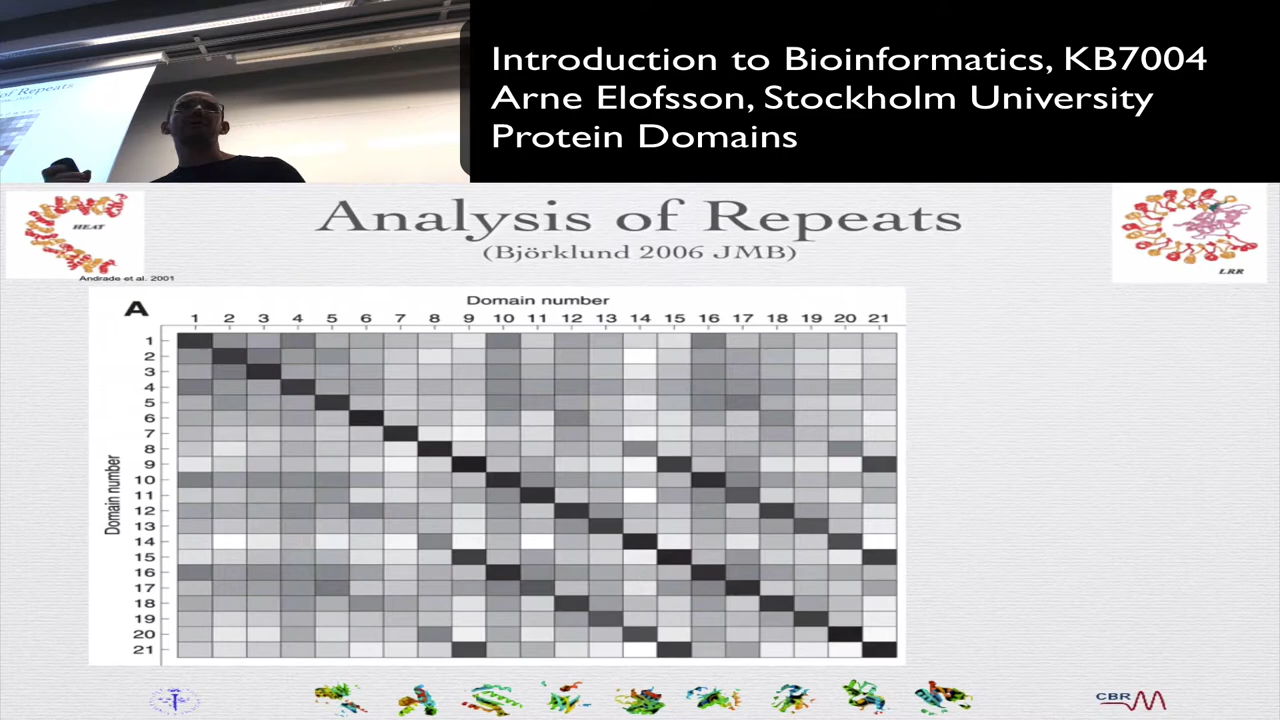 of Repeats
Introduction to Bioinformatics, KB7004
Arne Elofsson, Stockholm University
Protein Domains
HEAT
Andrade et al. 2001
Analysis of Repeats
(Björklund 2006 JMB)
LRR
A
Domain number
1 2 3 4 5 6 7 8 9 10 11 12 13 14 15 16 17 18 19 20 21
Domain number
1
2
3
4
5
6
7
8
9
10
11
12
13
14
15
16
17
18
19
20
21
CBR